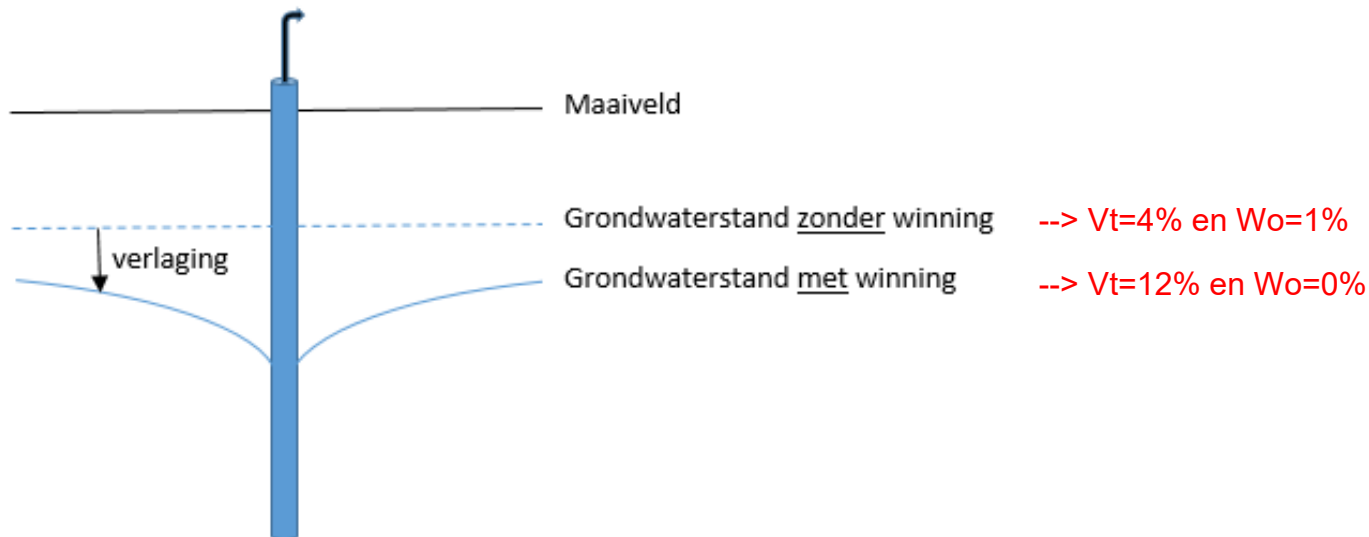 Maaiveld
Grondwaterstand zonder winning --> Vt=4% en Wo=1%
verlaging
Grondwaterstand met winning --> Vt=12% en Wo=0%